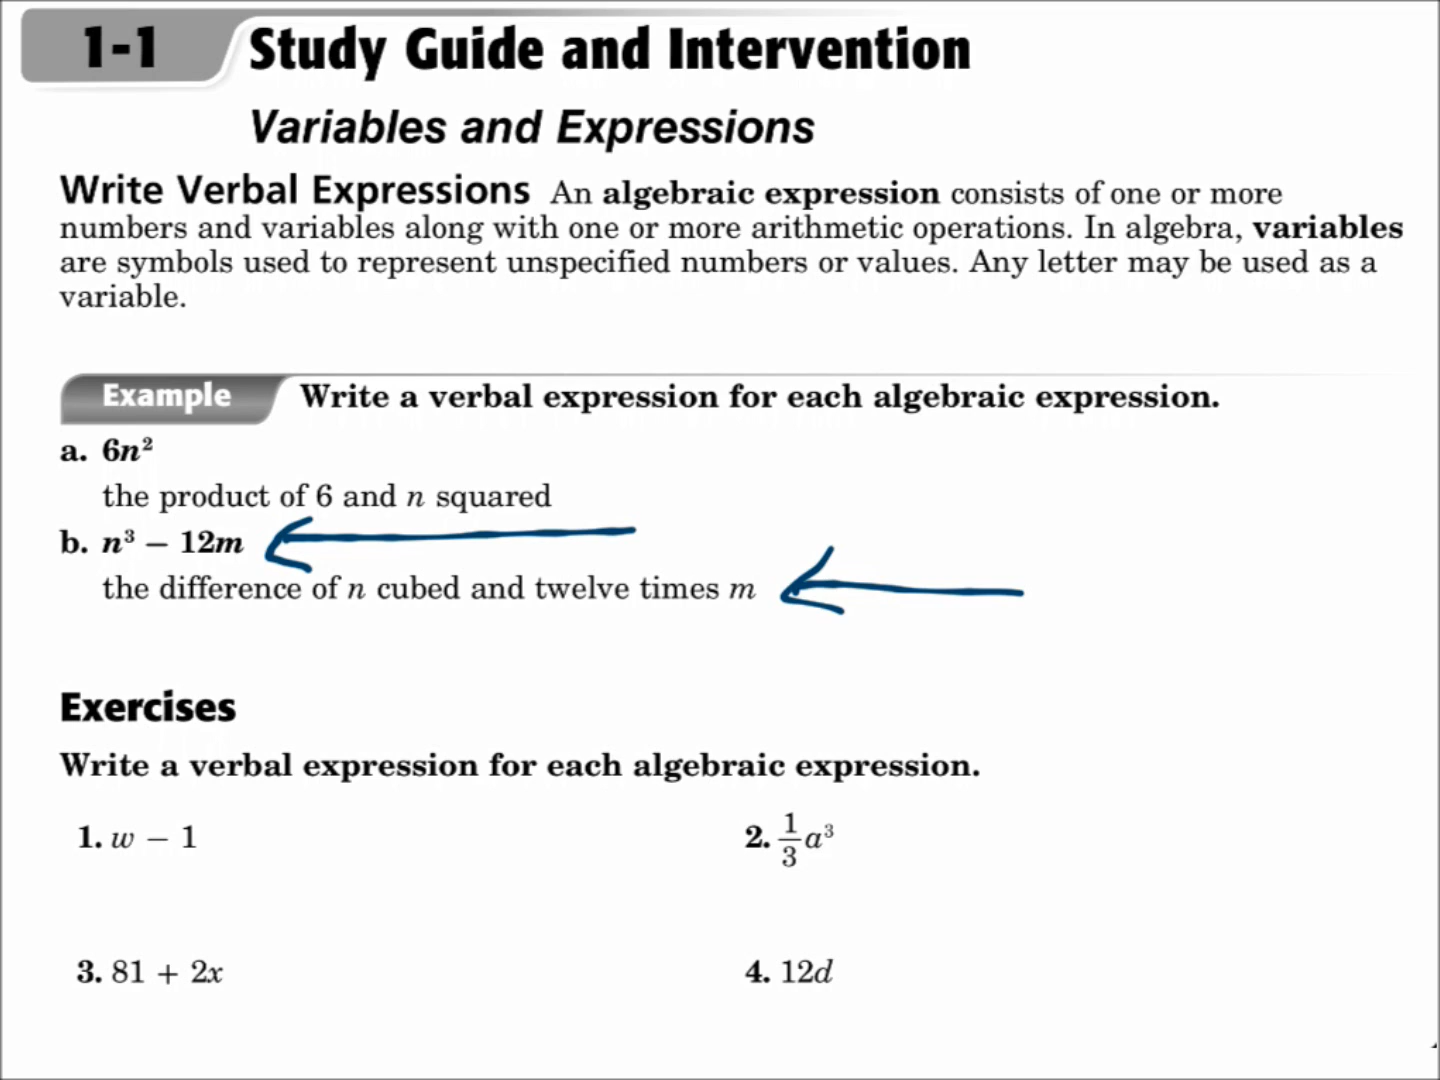 1-1 Study Guide and Intervention
Variables and Expressions
Write Verbal Expressions An algebraic expression consists of one or more
numbers and variables along with one or more arithmetic operations. In algebra, variables
are symbols used to represent unspecified numbers or values. Any letter may be used as a
variable.
Example Write a verbal expression for each algebraic expression.
a. 6n²
the product of 6 and n squared
b. n³ − 12m
the difference of n cubed and twelve times m
Exercises
Write a verbal expression for each algebraic expression.
1. w − 1 2. 1/3 a³
3. 81 + 2x 4. 12d